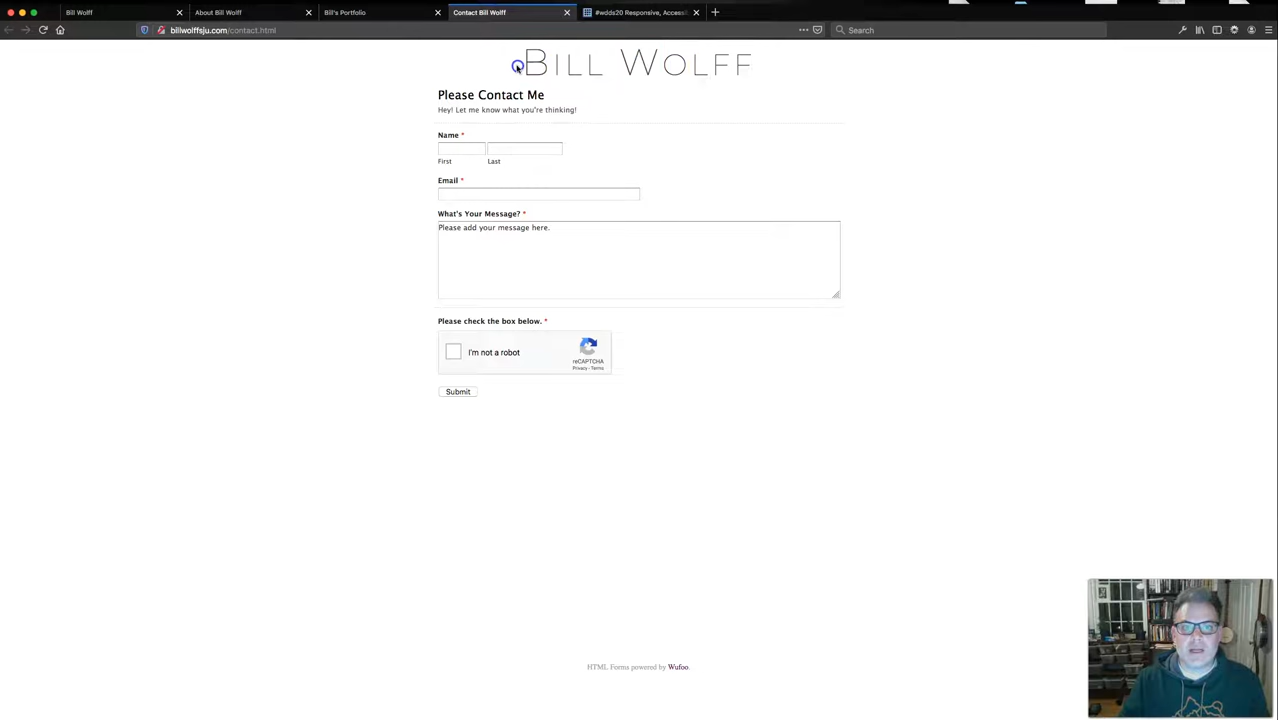 Bill Wolff
About Bill Wolff
Bill's Portfolio
Contact Bill Wolff
#wdds20 Responsive, Accessi
billwolffsju.com/contact.html
Search
BILL WOLFF
Please Contact Me
Hey! Let me know what you're thinking!
Name *
First
Last
Email *
What's Your Message? *
Please add your message here.
Please check the box below. *
I'm not a robot
reCAPTCHA
Privacy - Terms
Submit
HTML Forms powered by Wufoo.